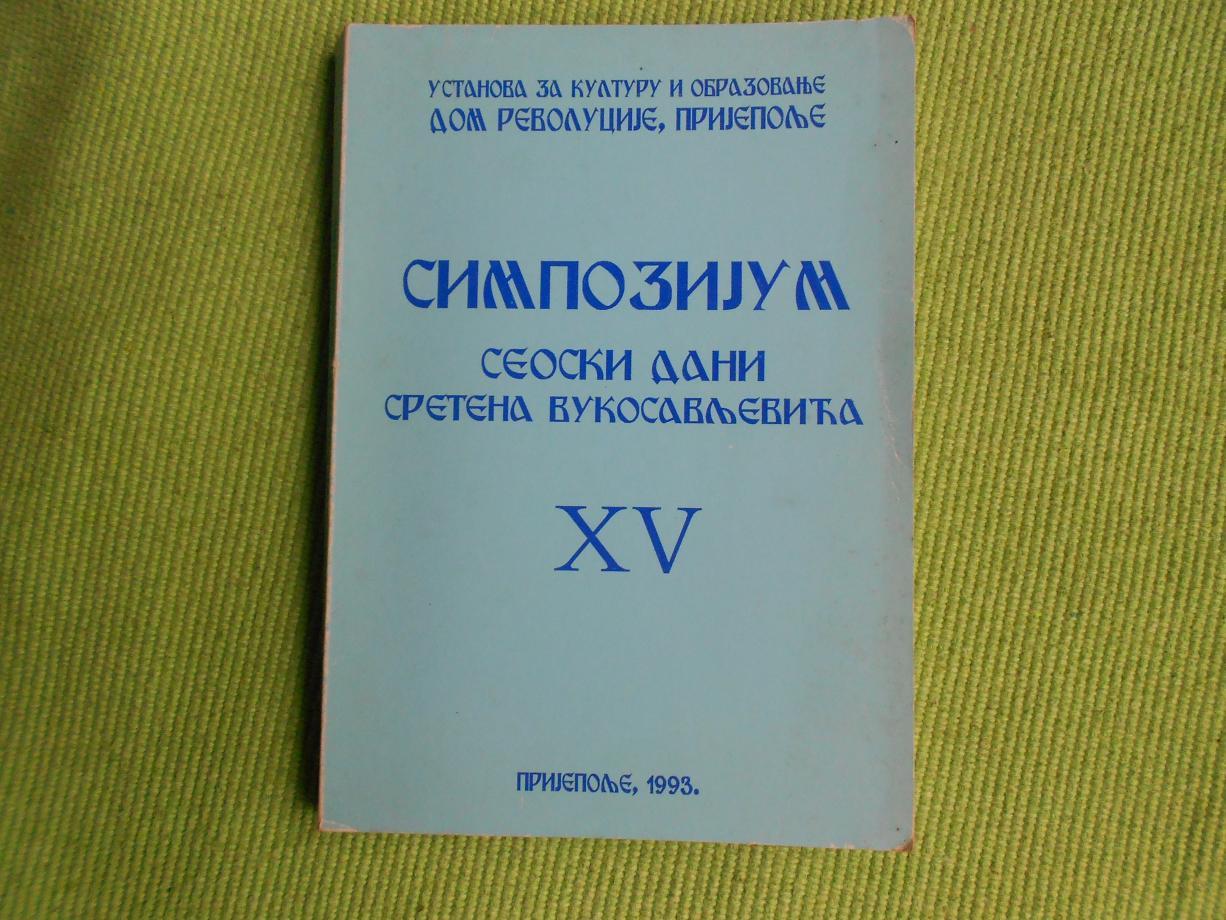 УСТАНОВА ЗА КУЛТУРУ И ОБРАЗОВАЊЕ
ДОМ РЕВОЛУЦИЈЕ, ПРИЈЕПОЉЕ
СИМПОЗИЈУМ
СЕОСКИ ДАНИ
СРЕТЕНА ВУКОСАВЉЕВИЋА
XV
ПРИЈЕПОЉЕ, 1993.